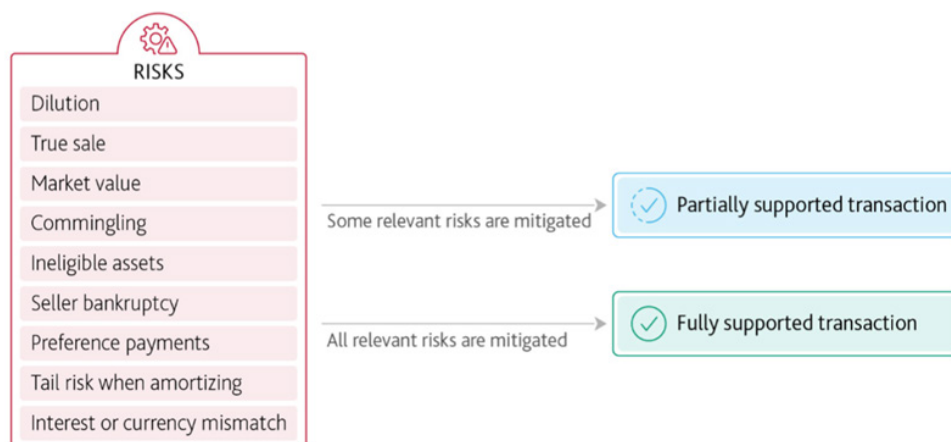 RISKS
Dilution
True sale
Market value
Commingling
Ineligible assets
Seller bankruptcy
Preference payments
Tail risk when amortizing
Interest or currency mismatch
Some relevant risks are mitigated
Partially supported transaction
All relevant risks are mitigated
Fully supported transaction